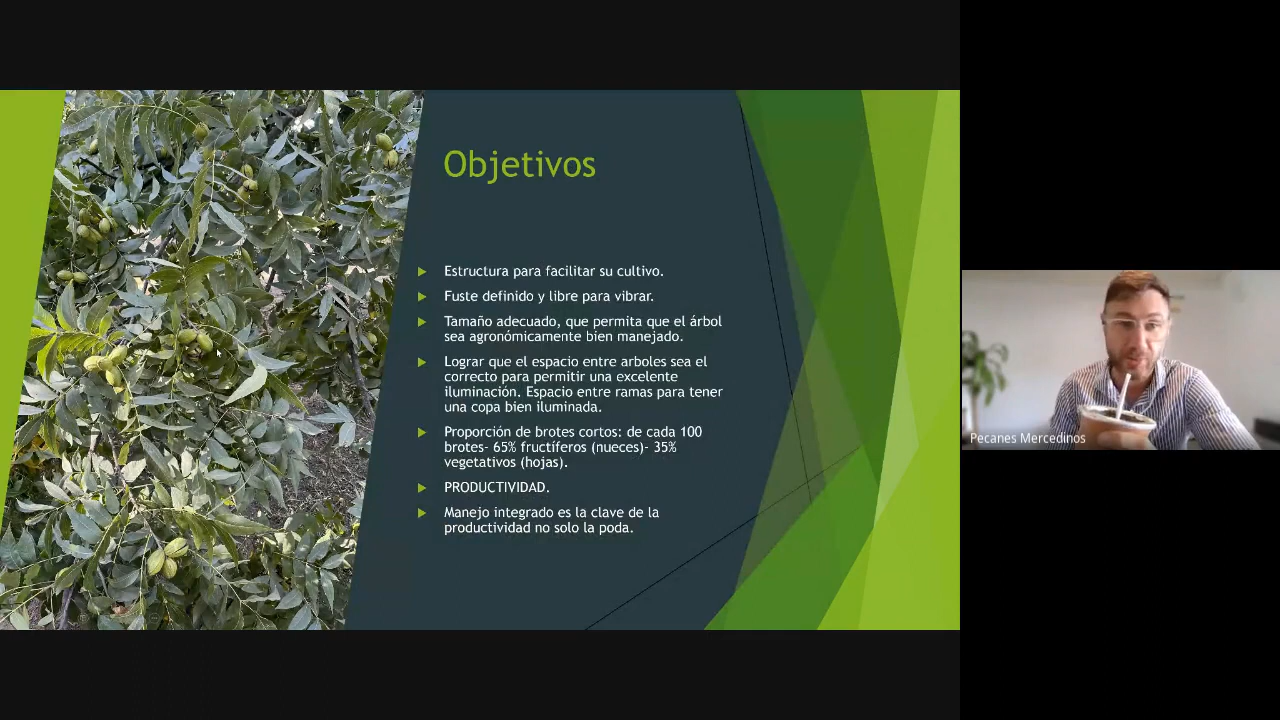 Objetivos
Estructura para facilitar su cultivo.
Fuste definido y libre para vibrar.
Tamaño adecuado, que permita que el árbol
sea agronómicamente bien manejado.
Lograr que el espacio entre arboles sea el
correcto para permitir una excelente
iluminación. Espacio entre ramas para tener
una copa bien iluminada.
Proporción de brotes cortos: de cada 100
brotes- 65% fructíferos (nueces)- 35%
vegetativos (hojas).
PRODUCTIVIDAD.
Manejo integrado es la clave de la
productividad no solo la poda.
Pecanes Mercedinos